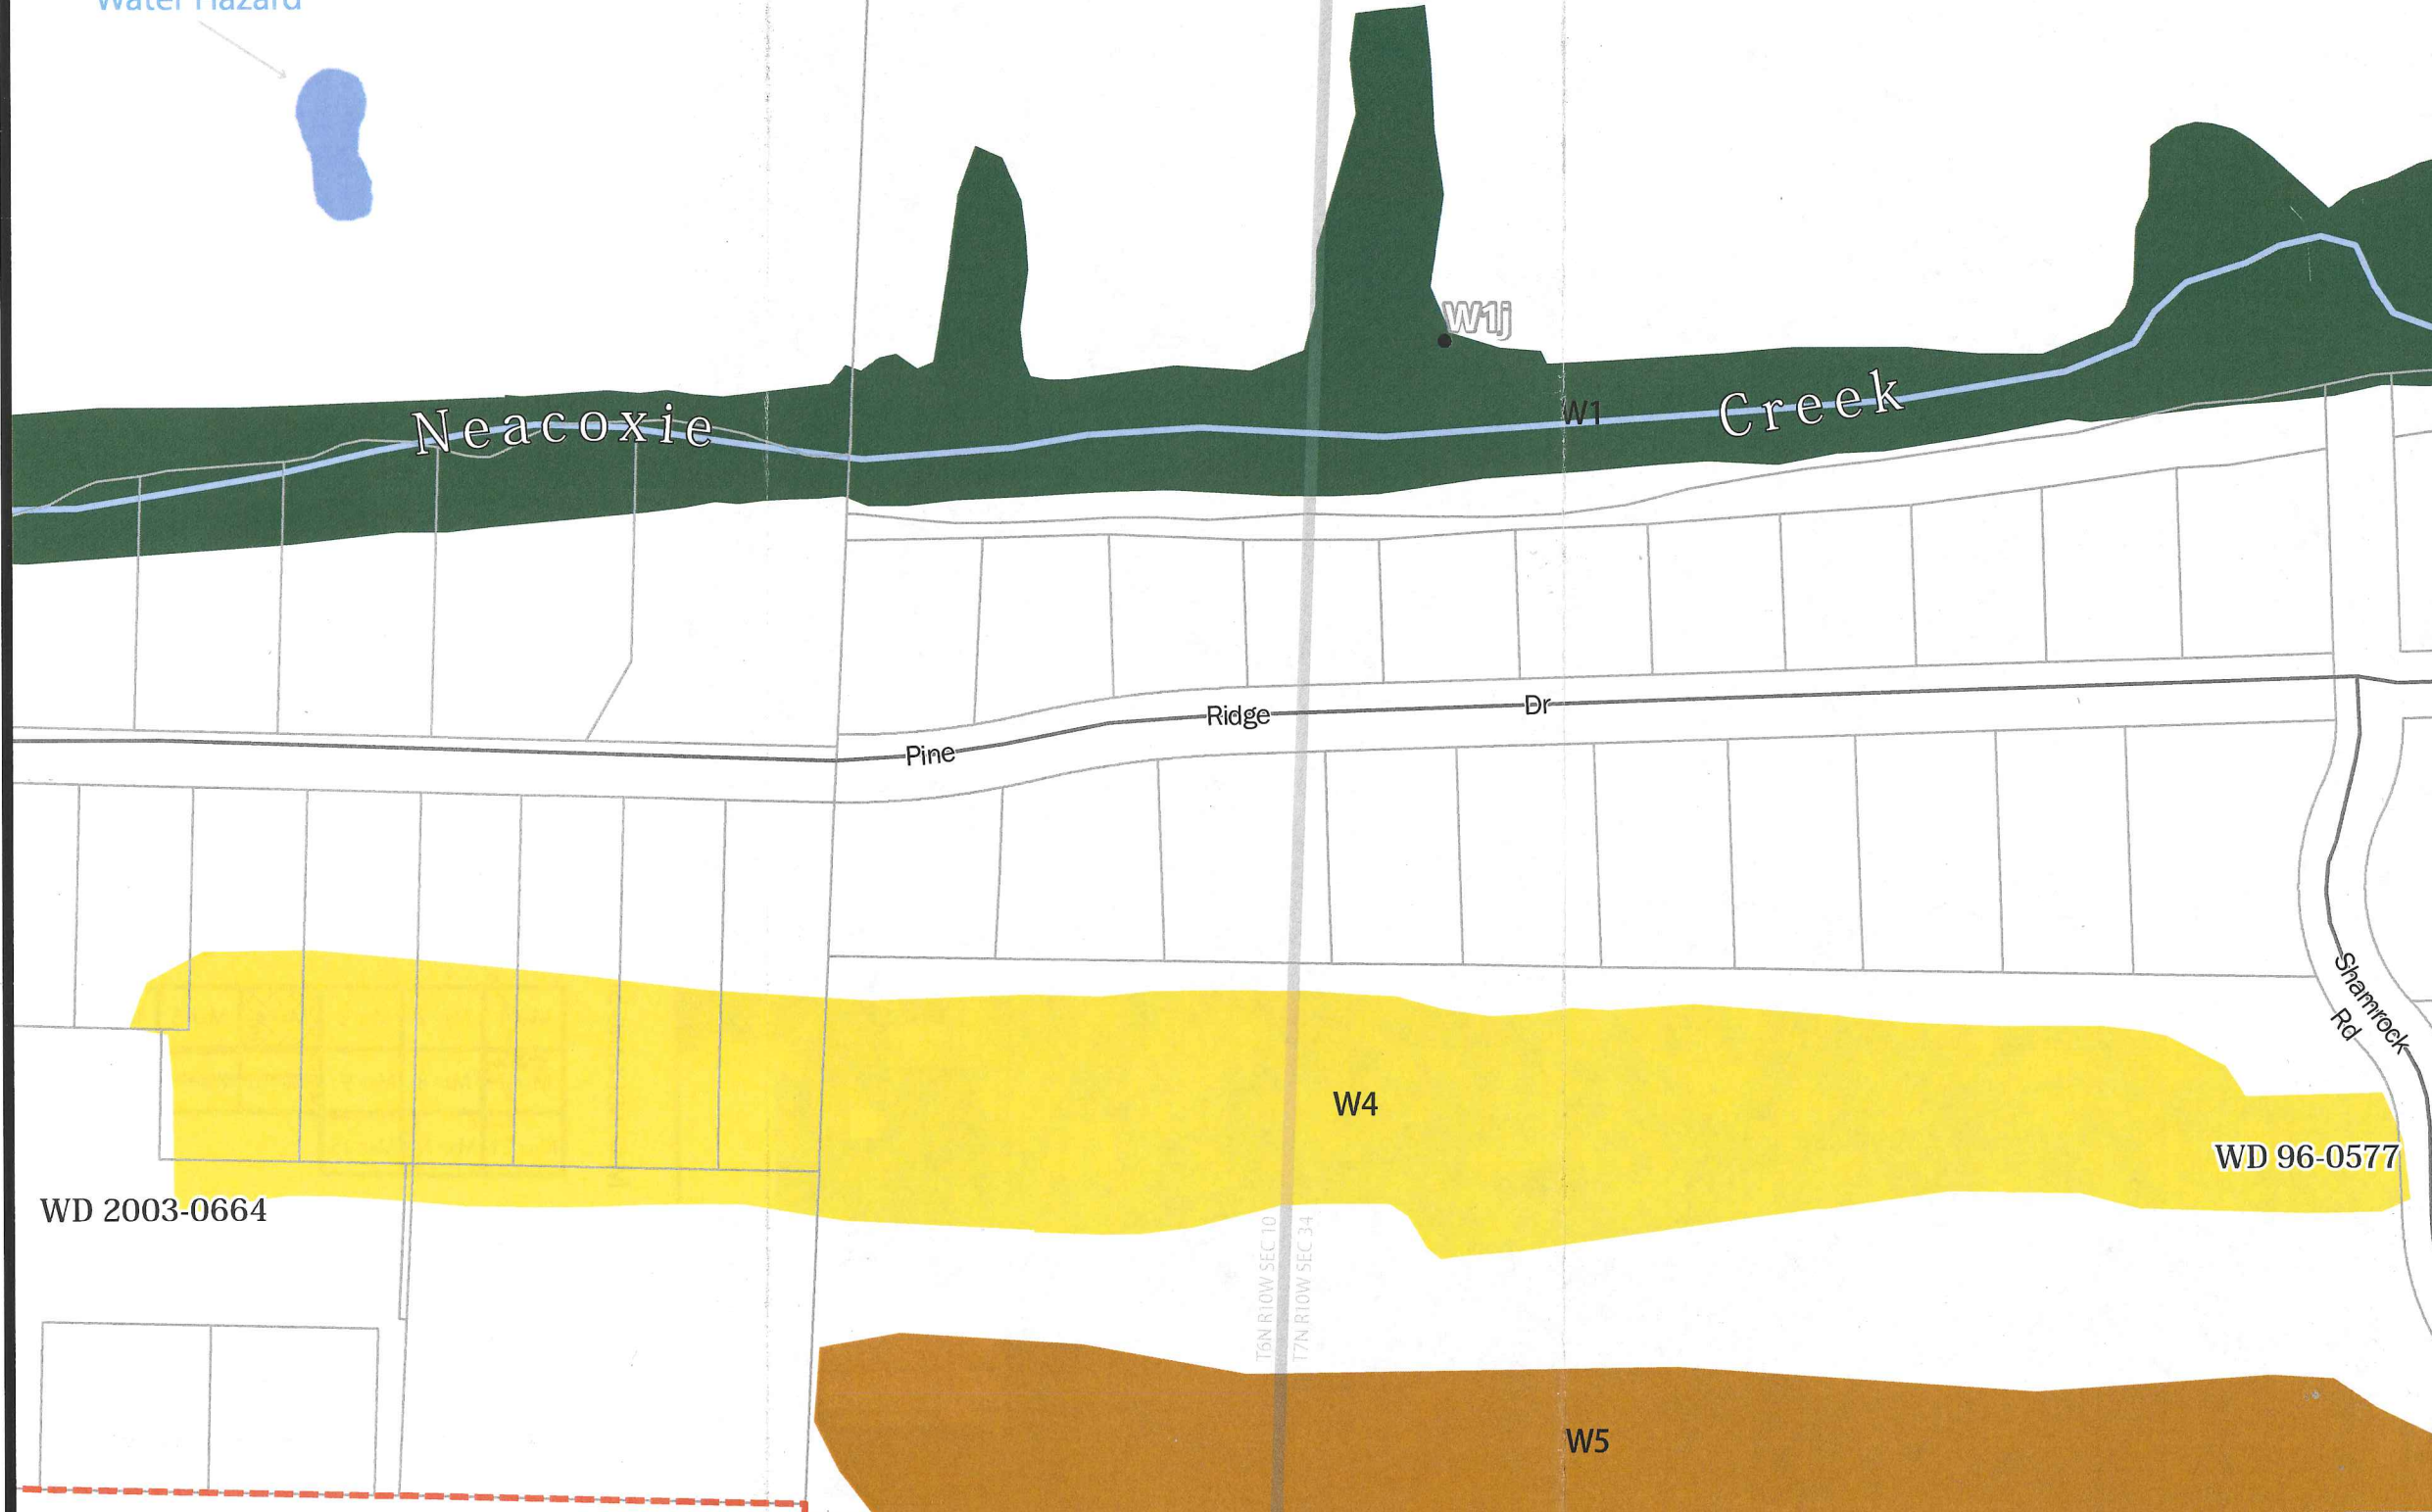 Water Hazard
W1j
W1
Neacoxie Creek
Pine Ridge Dr
Shamrock
Rd
W4
WD 96-0577
WD 2003-0664
T6N R10W SEC 10
T7N R10W SEC 34
W5